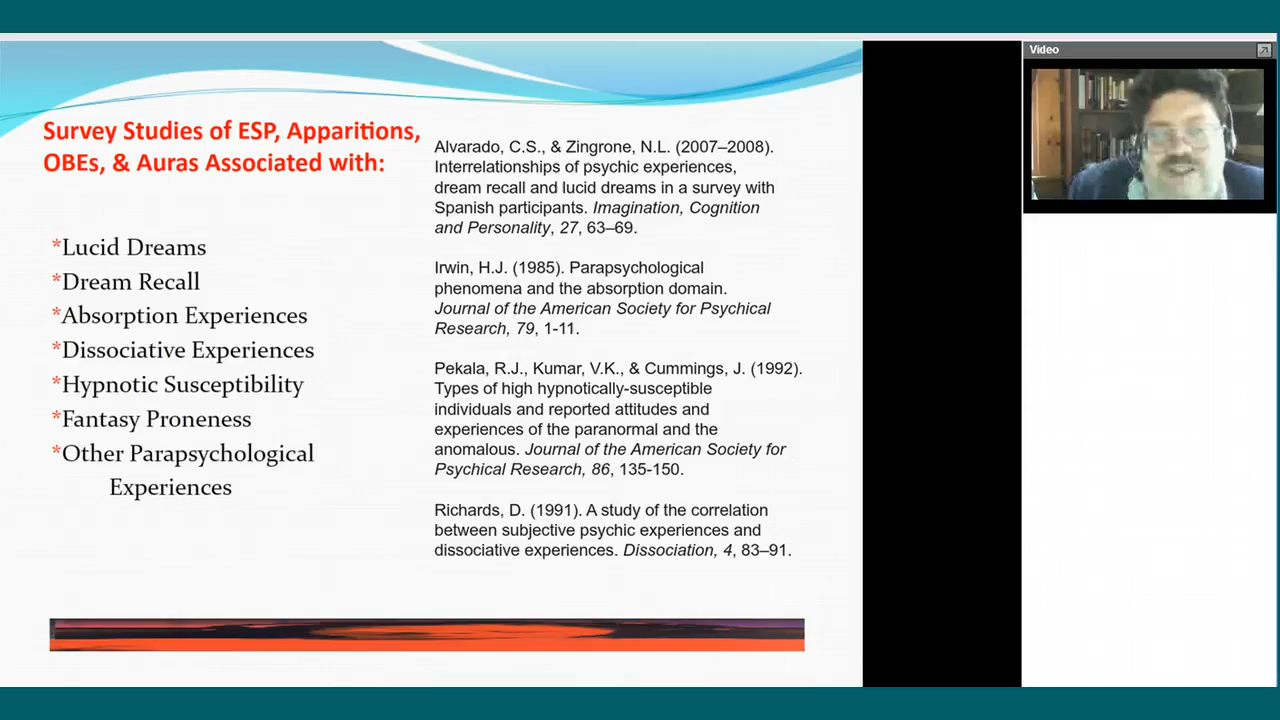 Video
Survey Studies of ESP, Apparitions,
OBEs, & Auras Associated with:
*Lucid Dreams
*Dream Recall
*Absorption Experiences
*Dissociative Experiences
*Hypnotic Susceptibility
*Fantasy Proneness
*Other Parapsychological
Experiences
Alvarado, C.S., & Zingrone, N.L. (2007–2008).
Interrelationships of psychic experiences,
dream recall and lucid dreams in a survey with
Spanish participants. Imagination, Cognition
and Personality, 27, 63–69.
Irwin, H.J. (1985). Parapsychological
phenomena and the absorption domain.
Journal of the American Society for Psychical
Research, 79, 1-11.
Pekala, R.J., Kumar, V.K., & Cummings, J. (1992).
Types of high hypnotically-susceptible
individuals and reported attitudes and
experiences of the paranormal and the
anomalous. Journal of the American Society for
Psychical Research, 86, 135-150.
Richards, D. (1991). A study of the correlation
between subjective psychic experiences and
dissociative experiences. Dissociation, 4, 83–91.